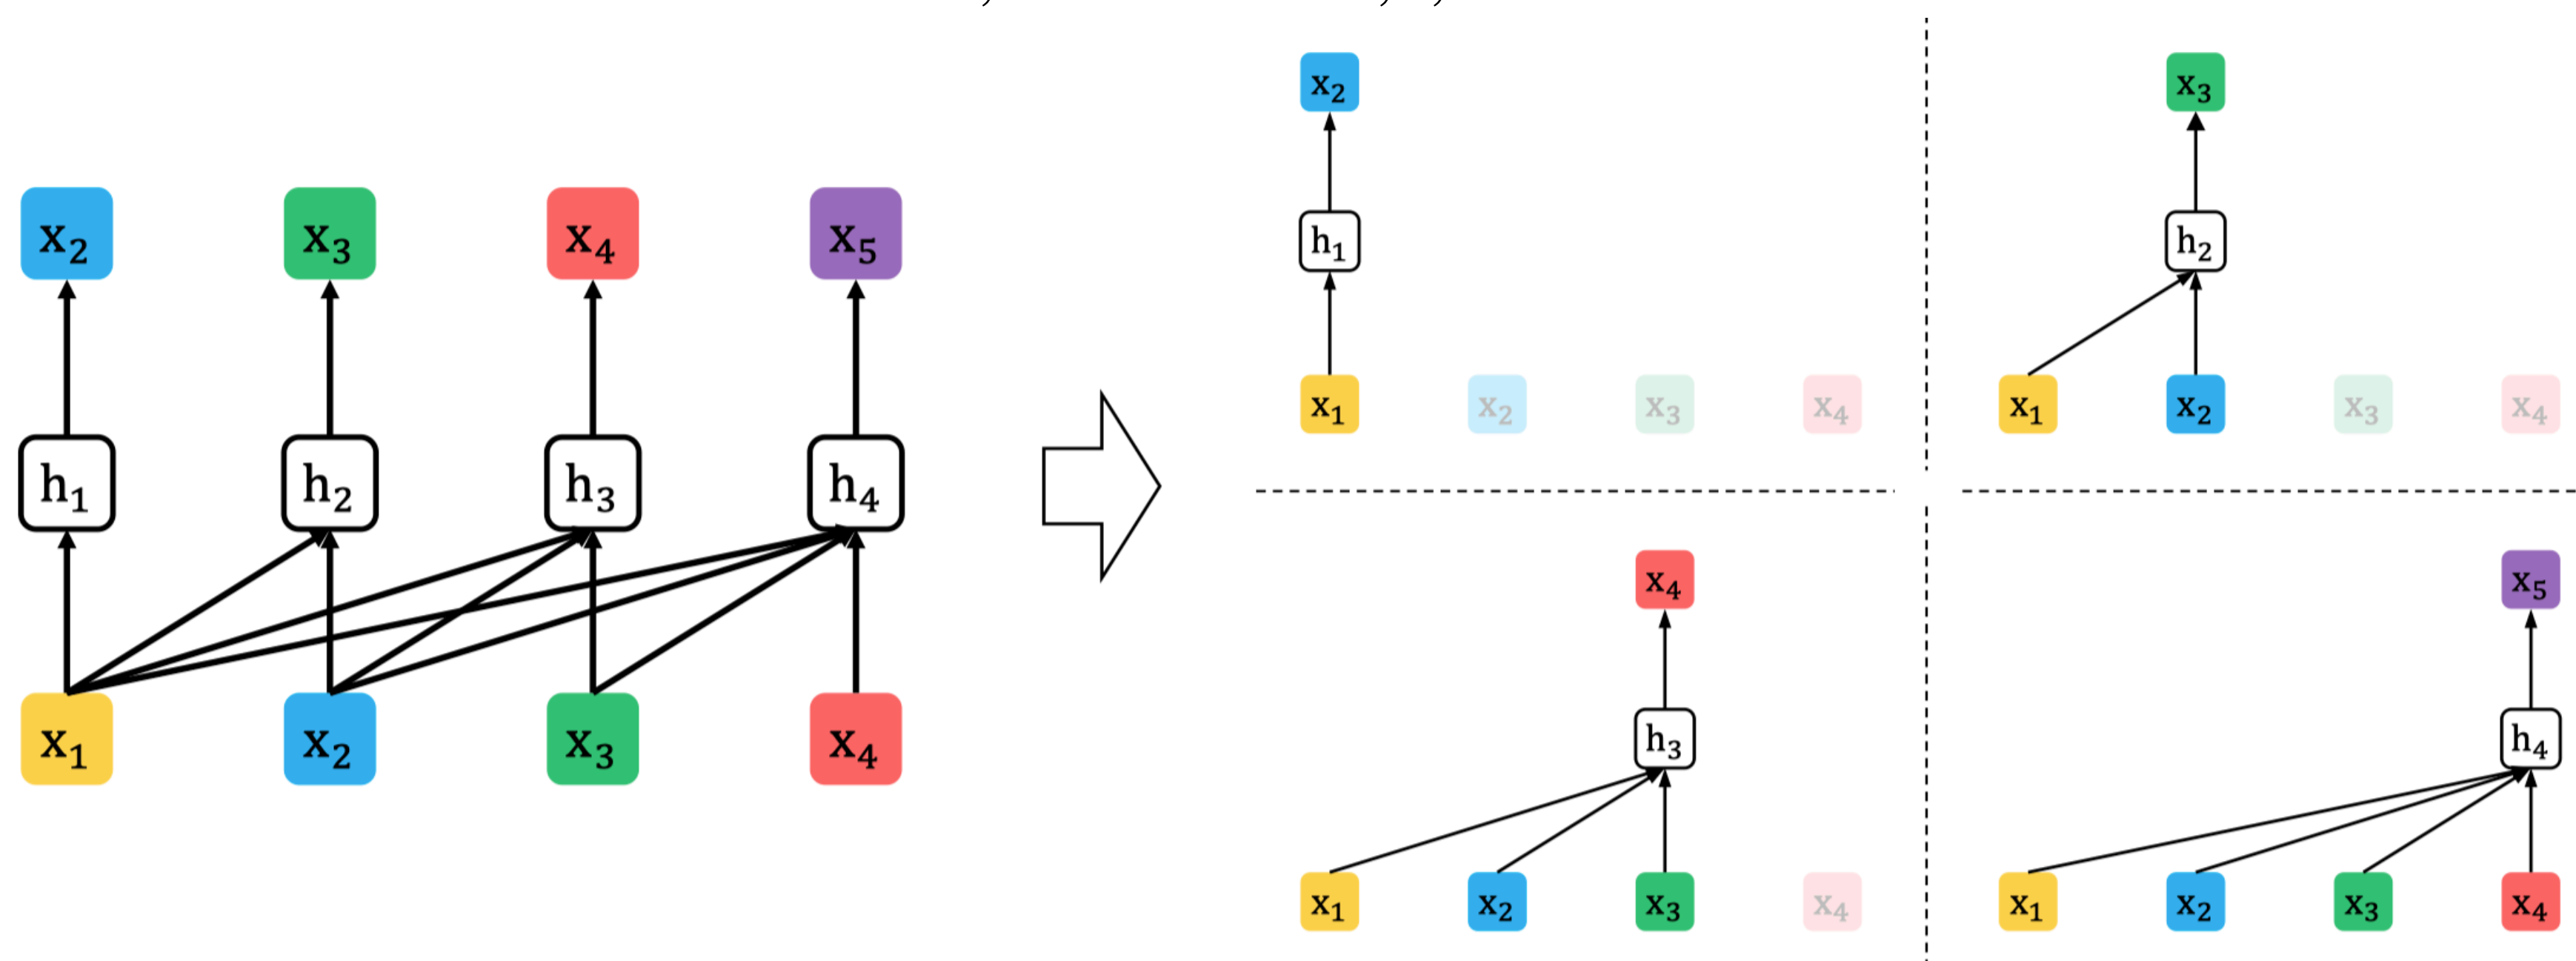 x₂ x₃ x₄ x₅
h₁ h₂ h₃ h₄
x₁ x₂ x₃ x₄
x₂
h₁
x₁ x₂ x₃ x₄
x₃
h₂
x₁ x₂ x₃ x₄
x₄
h₃
x₁ x₂ x₃ x₄
x₅
h₄
x₁ x₂ x₃ x₄